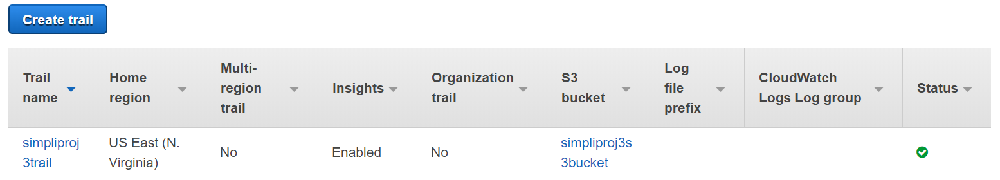 Create trail
Trail name
Home region
Multi-region trail
Insights
Organization trail
S3 bucket
Log file prefix
CloudWatch Logs Log group
Status
simpliproj3trail
US East (N. Virginia)
No
Enabled
No
simpliproj3s3bucket